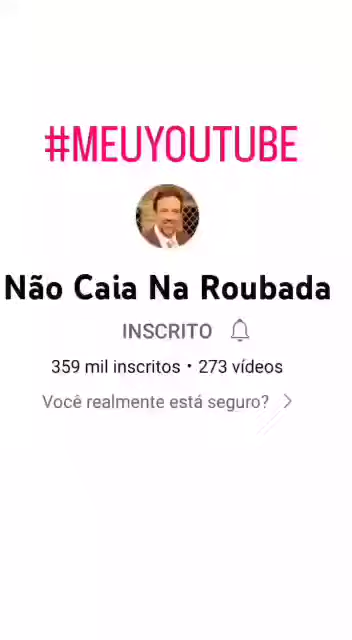 #MEUYOUTUBE
Não Caia Na Roubada
INSCRITO
359 mil inscritos • 273 vídeos
Você realmente está seguro?